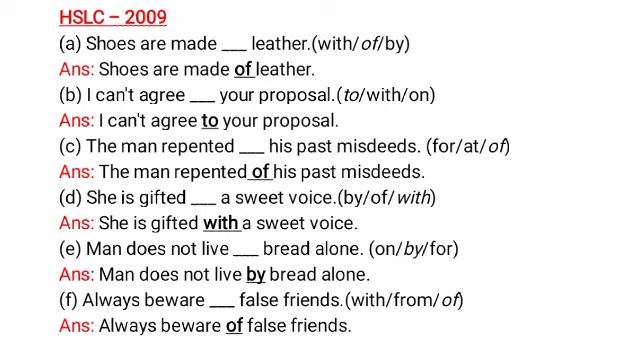 HSLC – 2009
(a) Shoes are made ___ leather.(with/of/by)
Ans: Shoes are made of leather.
(b) I can't agree ___ your proposal.(to/with/on)
Ans: I can't agree to your proposal.
(c) The man repented ___ his past misdeeds. (for/at/of)
Ans: The man repented of his past misdeeds.
(d) She is gifted ___ a sweet voice.(by/of/with)
Ans: She is gifted with a sweet voice.
(e) Man does not live ___ bread alone. (on/by/for)
Ans: Man does not live by bread alone.
(f) Always beware ___ false friends.(with/from/of)
Ans: Always beware of false friends.